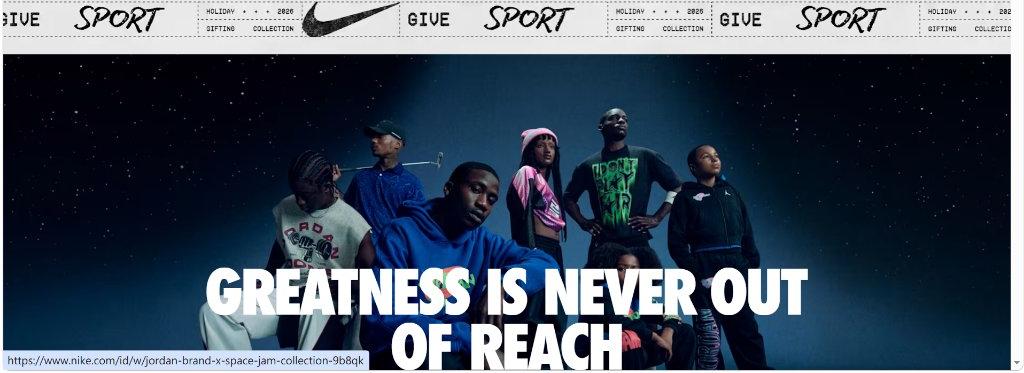 GIVE SPORT HOLIDAY • • • 2026 GIVE SPORT HOLIDAY • • • 2026 GIVE SPORT HOLIDAY • • •
GIFTING COLLECTION GIFTING COLLECTION GIFTING
GREATNESS IS NEVER OUT
OF REACH
https://www.nike.com/id/w/jordan-brand-x-space-jam-collection-9b8qk